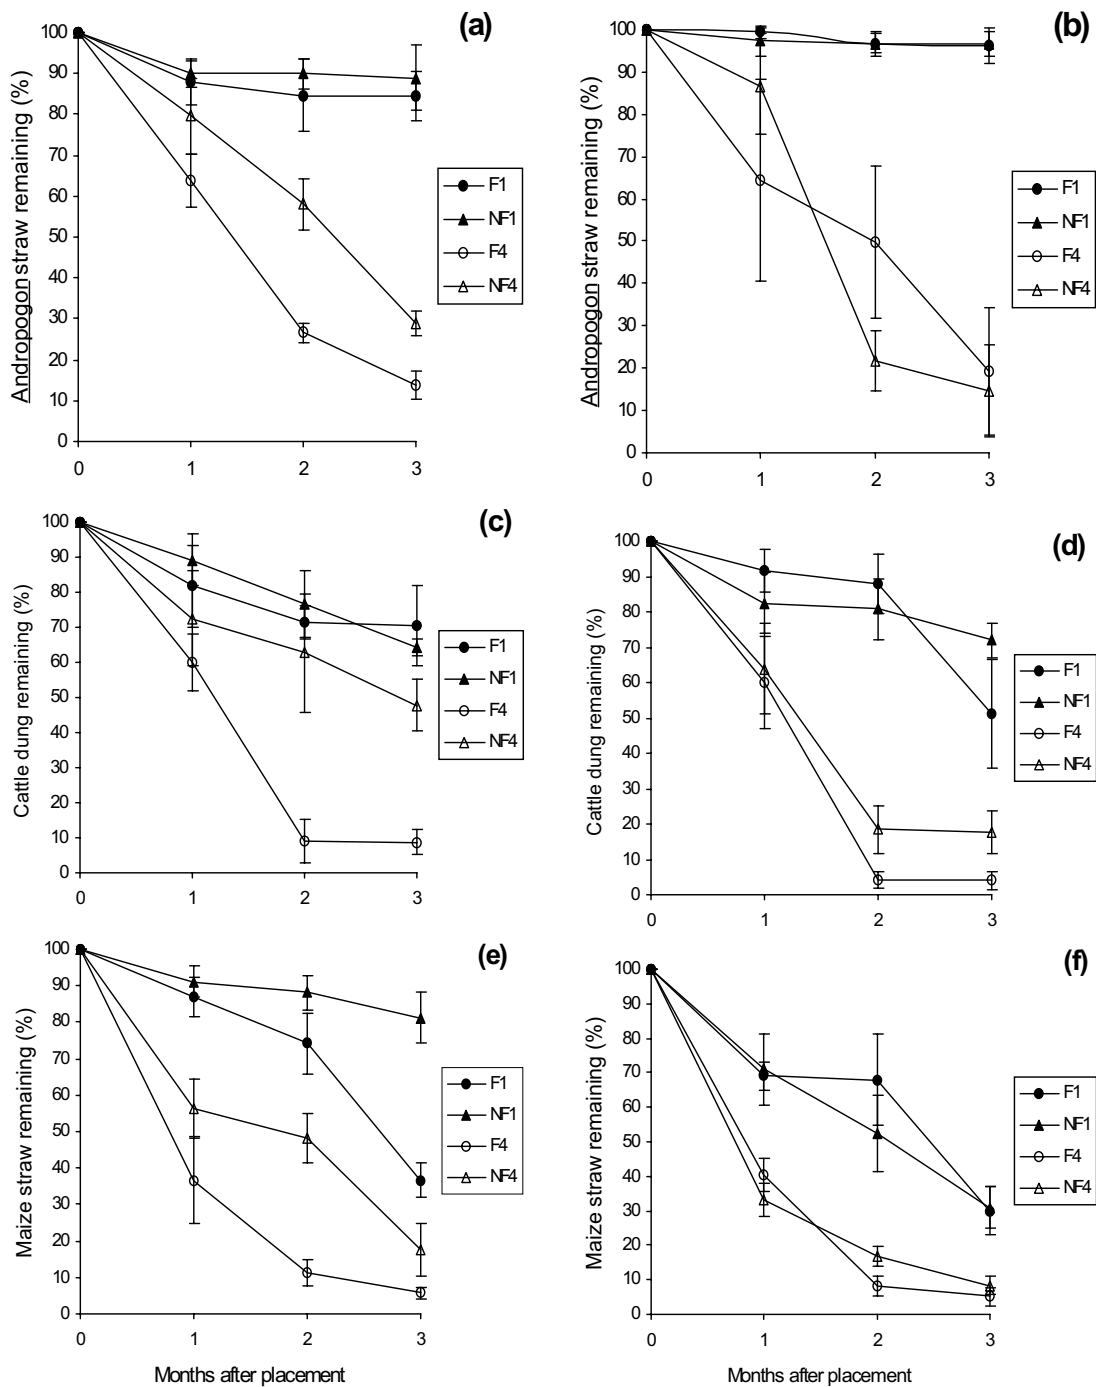 (a)
Andropogon straw remaining (%)
100
90
80
70
60
50
40
30
20
10
0
0 1 2 3
F1
NF1
F4
NF4
(b)
Andropogon straw remaining (%)
100
90
80
70
60
50
40
30
20
10
0
0 1 2 3
F1
NF1
F4
NF4
(c)
Cattle dung remaining (%)
100
90
80
70
60
50
40
30
20
10
0
0 1 2 3
F1
NF1
F4
NF4
(d)
Cattle dung remaining (%)
100
90
80
70
60
50
40
30
20
10
0
0 1 2 3
F1
NF1
F4
NF4
(e)
Maize straw remaining (%)
100
90
80
70
60
50
40
30
20
10
0
0 1 2 3
Months after placement
F1
NF1
F4
NF4
(f)
Maize straw remaining (%)
100
90
80
70
60
50
40
30
20
10
0
0 1 2 3
Months after placement
F1
NF1
F4
NF4